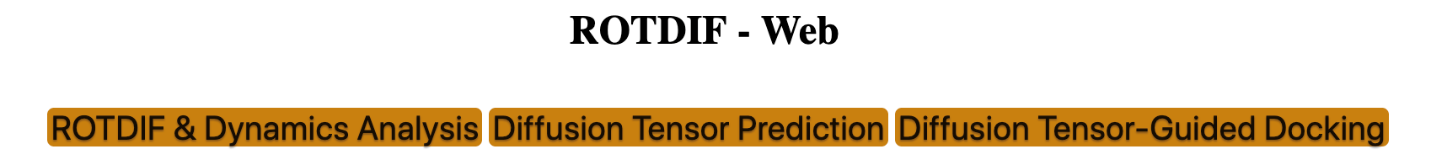 ROTDIF - Web
ROTDIF & Dynamics Analysis Diffusion Tensor Prediction Diffusion Tensor-Guided Docking